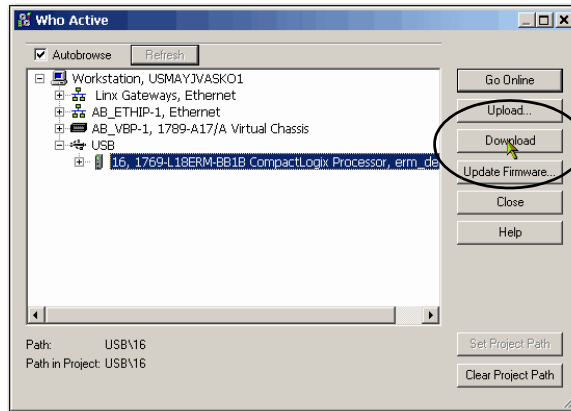 Who Active
Autobrowse
Refresh
Workstation, USMAYJVASKO1
Linx Gateways, Ethernet
AB_ETHIP-1, Ethernet
AB_VBP-1, 1789-A17/A Virtual Chassis
USB
16, 1769-L18ERM-BB1B CompactLogix Processor, erm_de
Go Online
Upload...
Download
Update Firmware...
Close
Help
Path: USB\16
Path in Project: USB\16
Set Project Path
Clear Project Path